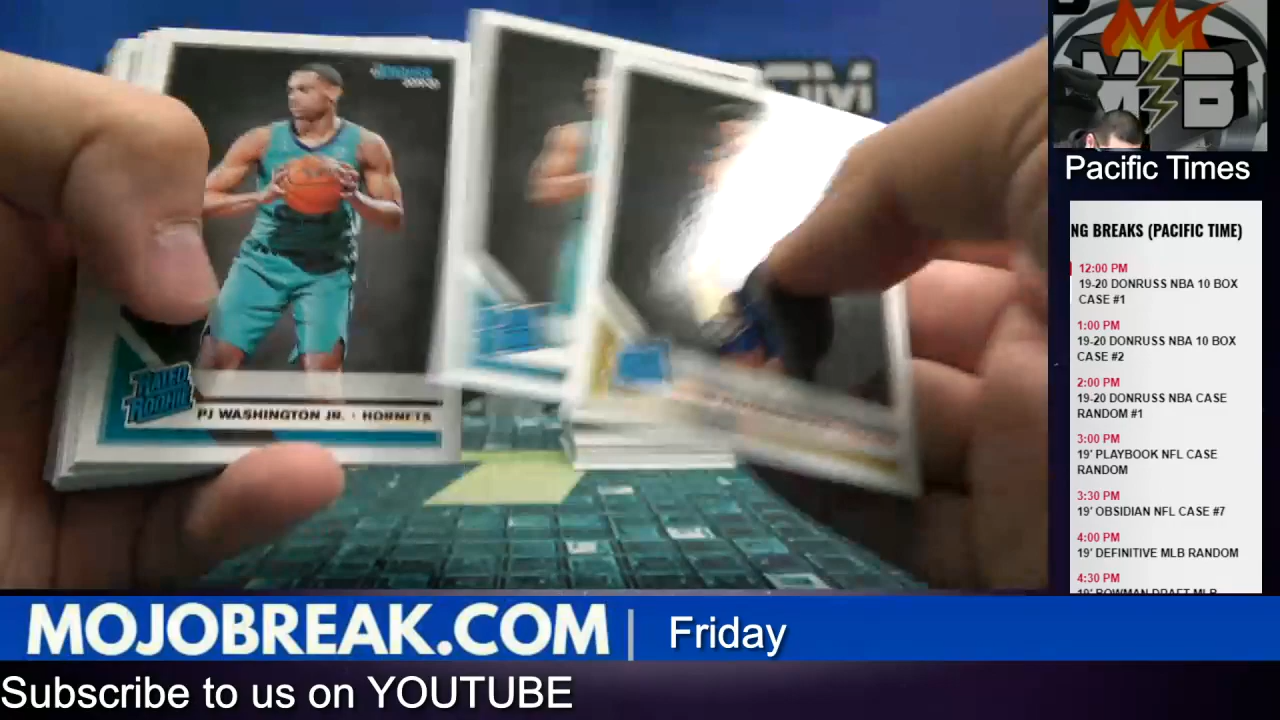 DONRUSS
RATED
ROOKIE
PJ WASHINGTON JR. · HORNETS
M B
Pacific Times
NG BREAKS (PACIFIC TIME)
12:00 PM
19-20 DONRUSS NBA 10 BOX
CASE #1
1:00 PM
19-20 DONRUSS NBA 10 BOX
CASE #2
2:00 PM
19-20 DONRUSS NBA CASE
RANDOM #1
3:00 PM
19' PLAYBOOK NFL CASE
RANDOM
3:30 PM
19' OBSIDIAN NFL CASE #7
4:00 PM
19' DEFINITIVE MLB RANDOM
4:30 PM
19' BOWMAN DRAFT MLB
MOJOBREAK.COM | Friday
Subscribe to us on YOUTUBE